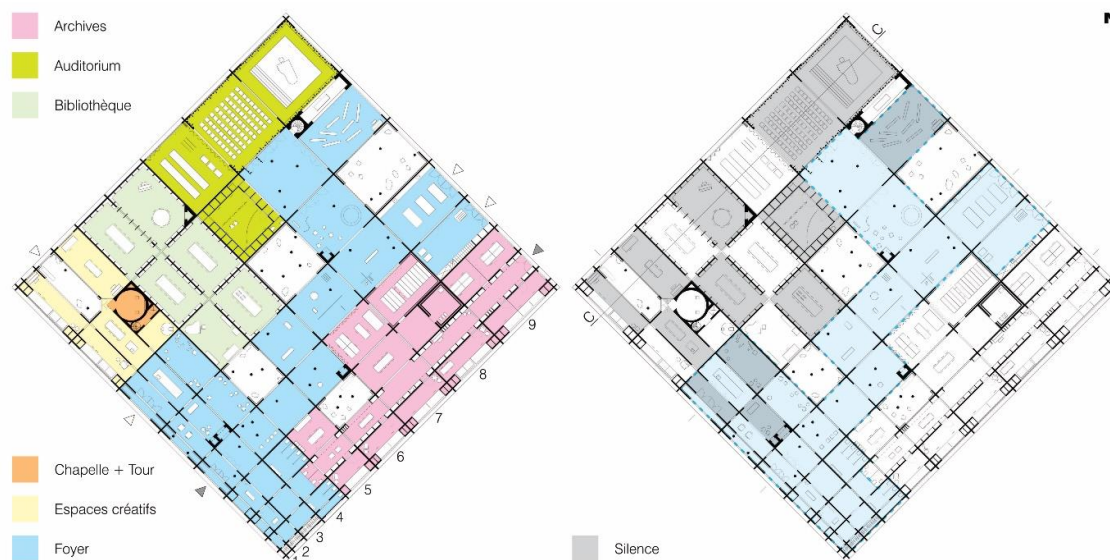 Archives
Auditorium
Bibliothèque
Chapelle + Tour
Espaces créatifs
Foyer
9
8
7
6
5
4
3
2
C
C
Silence